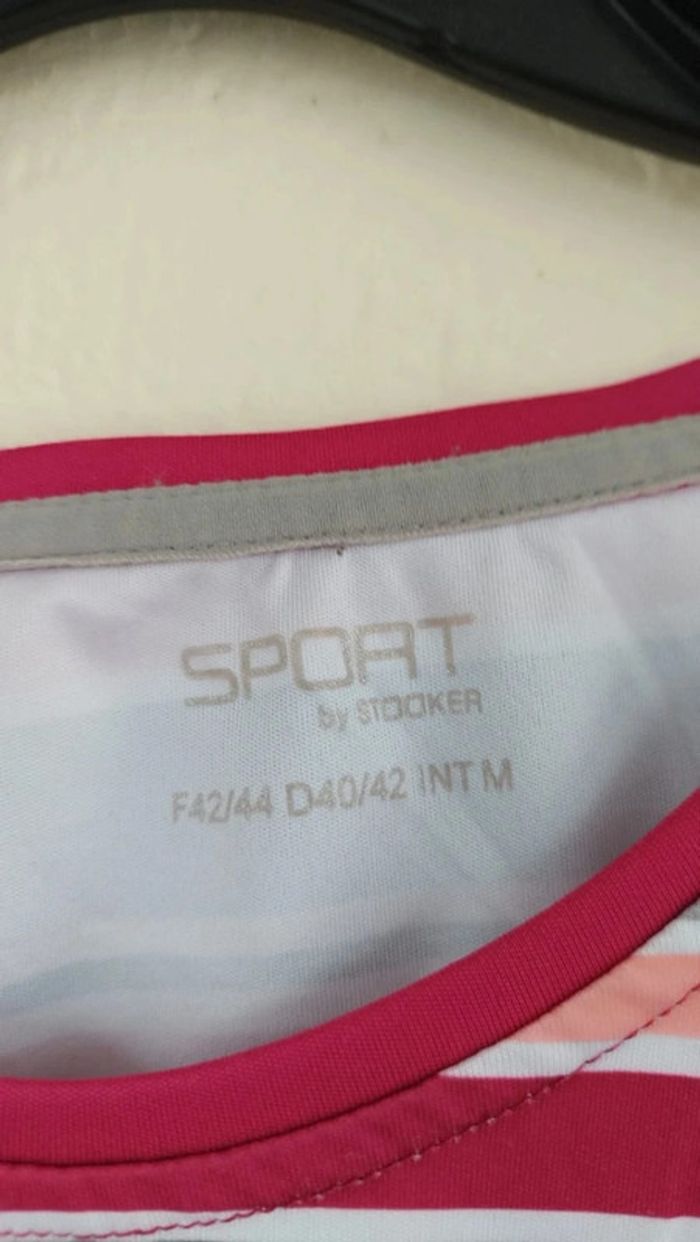 SPORT
by STOOKER
F42/44 D40/42 INT M